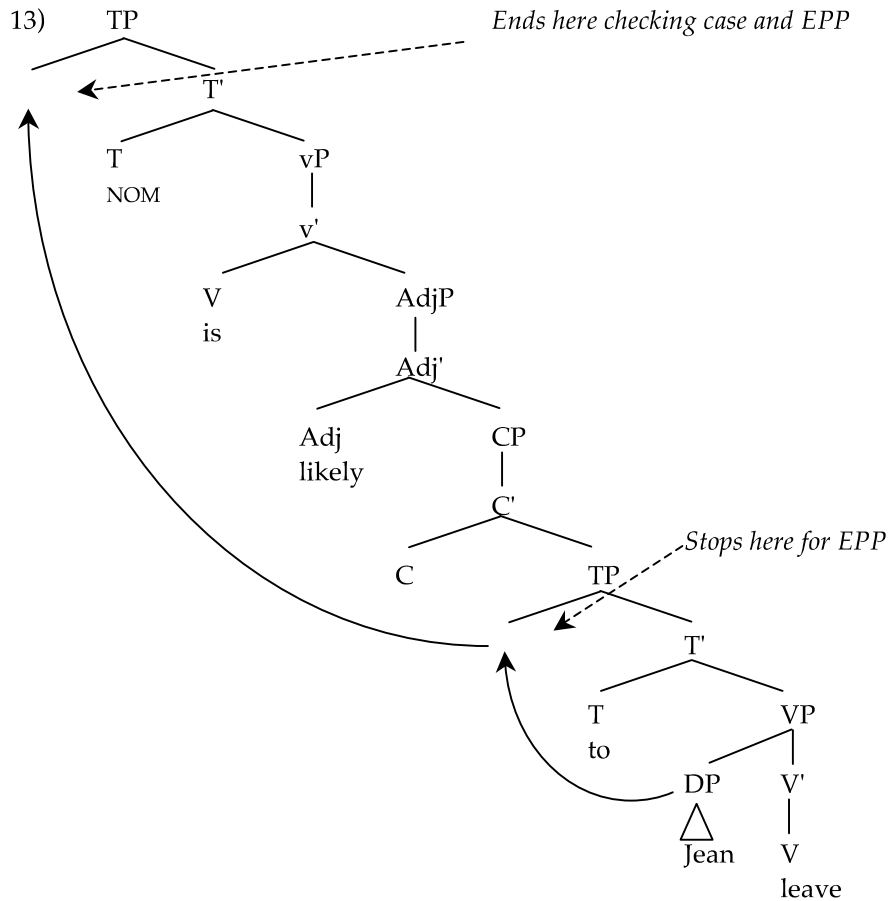 13) TP Ends here checking case and EPP
T'
T vP
NOM
v'
V AdjP
is
Adj'
Adj CP
likely
C'
Stops here for EPP
C TP
T'
T VP
to
DP V'
Jean V
leave